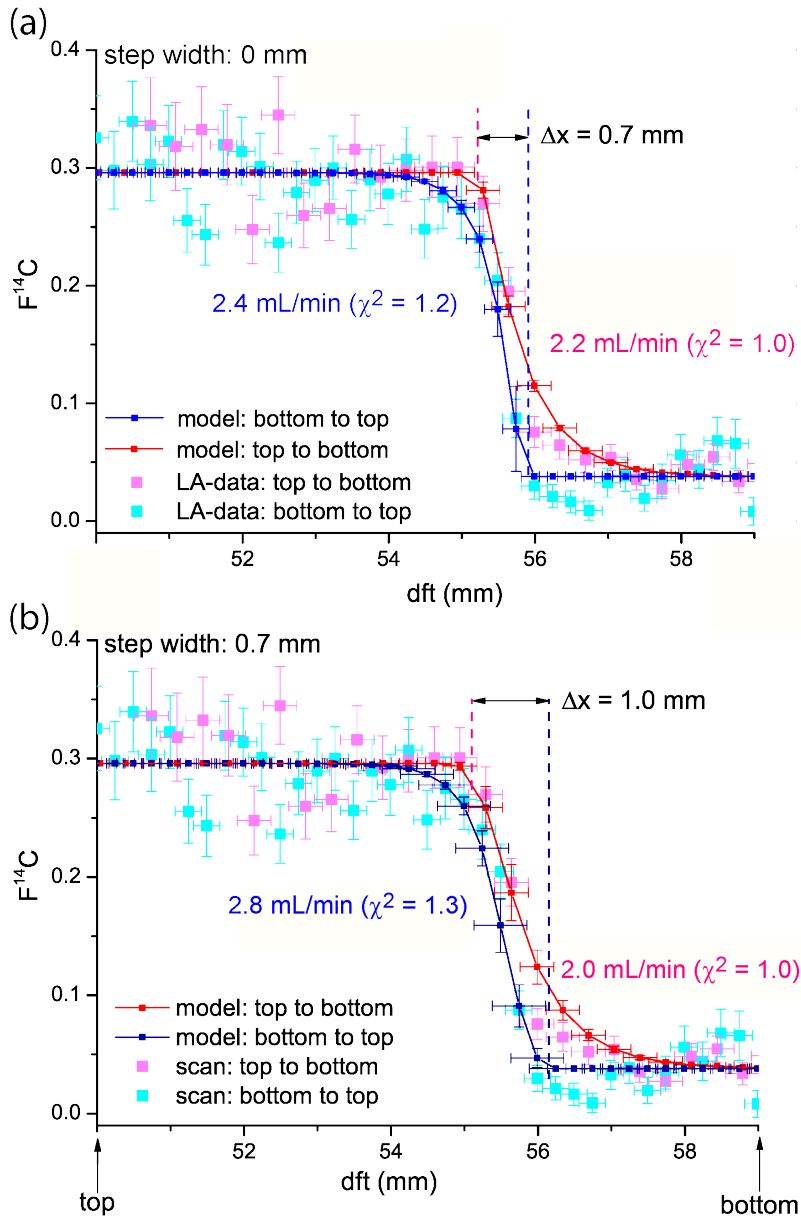 (a)
step width: 0 mm
0.4
0.3
0.2
0.1
0.0
F¹⁴C
Δx = 0.7 mm
2.4 mL/min (χ² = 1.2)
2.2 mL/min (χ² = 1.0)
model: bottom to top
model: top to bottom
LA-data: top to bottom
LA-data: bottom to top
52 54 56 58
dft (mm)
(b)
step width: 0.7 mm
0.4
0.3
0.2
0.1
0.0
F¹⁴C
Δx = 1.0 mm
2.8 mL/min (χ² = 1.3)
2.0 mL/min (χ² = 1.0)
model: top to bottom
model: bottom to top
scan: top to bottom
scan: bottom to top
52 54 56 58
dft (mm)
top
bottom